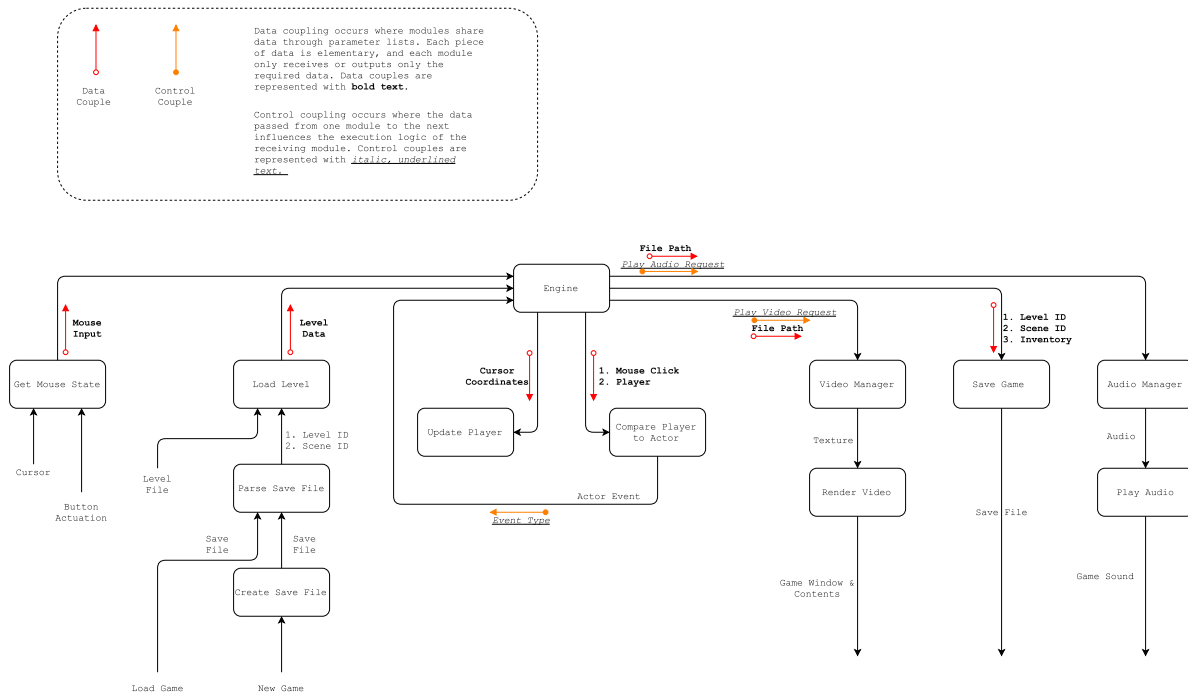 Data coupling occurs where modules share
data through parameter lists. Each piece
of data is elementary, and each module
only receives or outputs only the
required data. Data couples are
represented with bold text.
Data
Couple
Control
Couple
Control coupling occurs where the data
passed from one module to the next
influences the execution logic of the
receiving module. Control couples are
represented with italic, underlined
text.
File Path
Play Audio Request
Engine
Play Video Request
File Path
Mouse
Input
Level
Data
1. Level ID
2. Scene ID
3. Inventory
Cursor
Coordinates
1. Mouse Click
2. Player
Get Mouse State
Load Level
Video Manager
Save Game
Audio Manager
Update Player
Compare Player
to Actor
1. Level ID
2. Scene ID
Texture
Audio
Cursor
Level
File
Parse Save File
Actor Event
Render Video
Play Audio
Button
Actuation
Event Type
Save File
Save
File
Save
File
Game Window &
Contents
Game Sound
Create Save File
Load Game
New Game